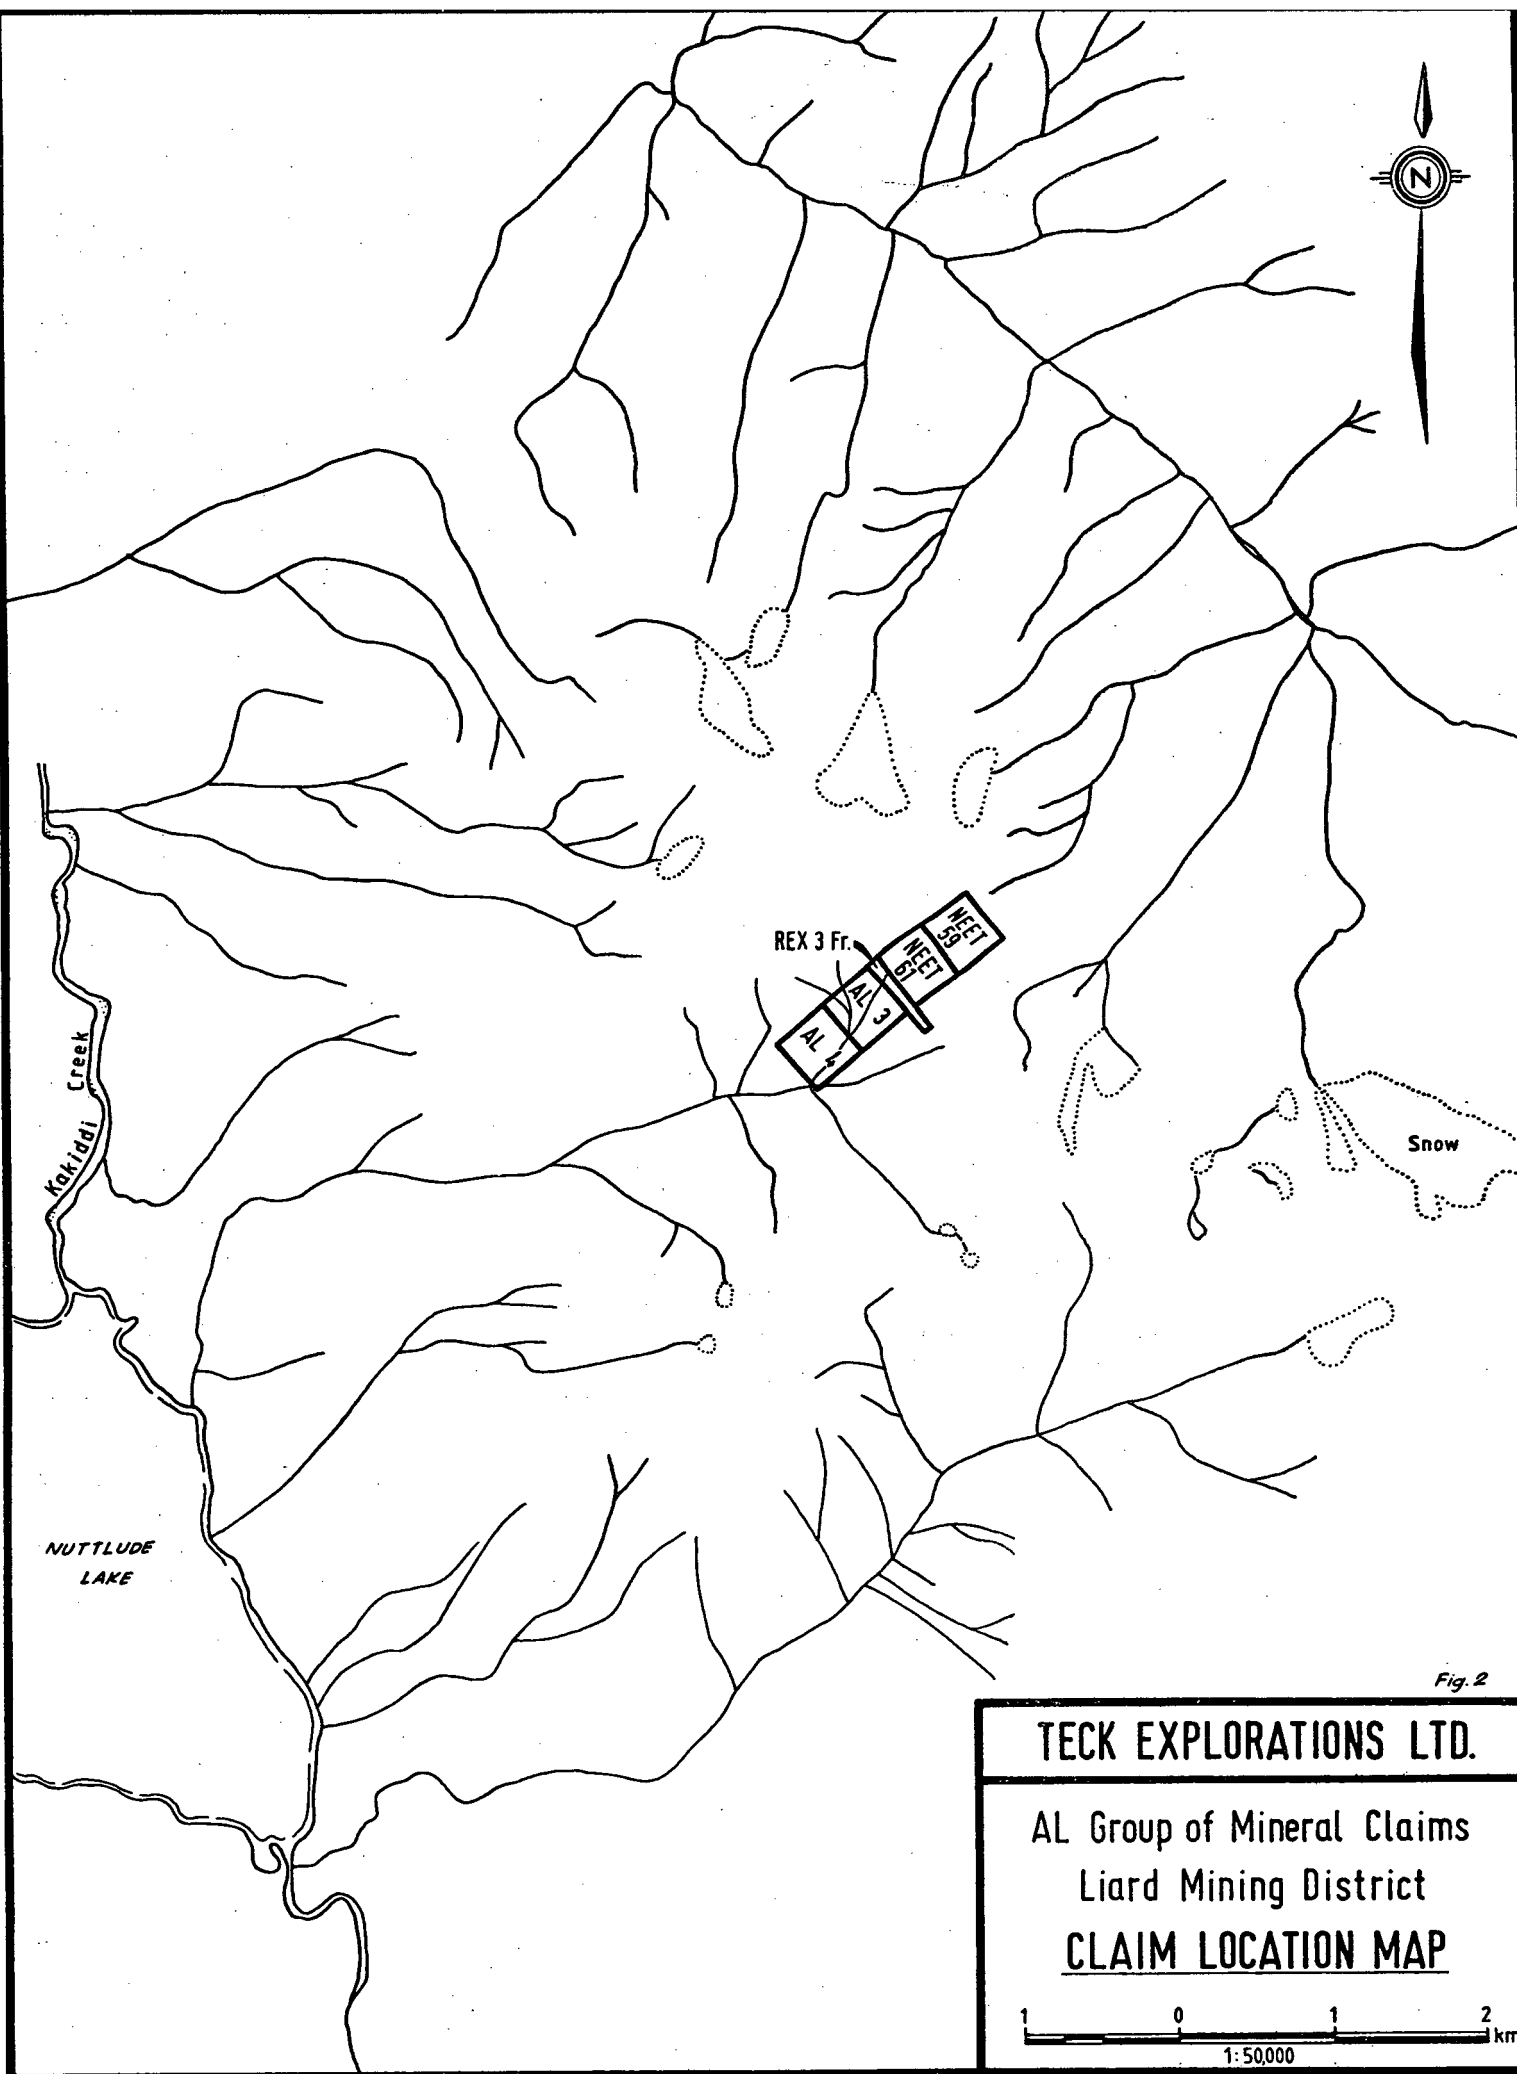 N
REX 3 Fr.
NEET
59
NEET
61
AL 3
AL 4
Kakiddi Creek
Snow
NUTTLUDE
LAKE
Fig. 2
TECK EXPLORATIONS LTD.
AL Group of Mineral Claims
Liard Mining District
CLAIM LOCATION MAP
1 0 1 2
km
1:50,000